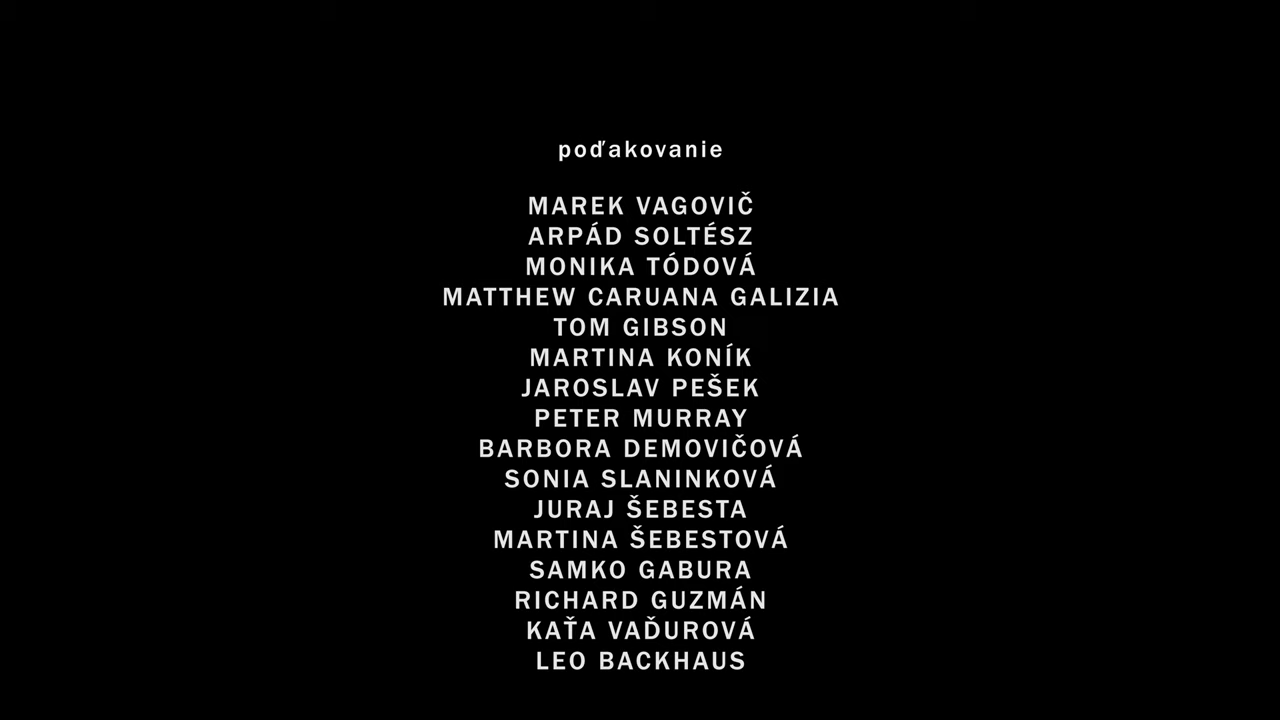 poďakovanie
MAREK VAGOVIČ
ARPÁD SOLTÉSZ
MONIKA TÓDOVÁ
MATTHEW CARUANA GALIZIA
TOM GIBSON
MARTINA KONÍK
JAROSLAV PEŠEK
PETER MURRAY
BARBORA DEMOVIČOVÁ
SONIA SLANINKOVÁ
JURAJ ŠEBESTA
MARTINA ŠEBESTOVÁ
SAMKO GABURA
RICHARD GUZMÁN
KAŤA VAĎUROVÁ
LEO BACKHAUS